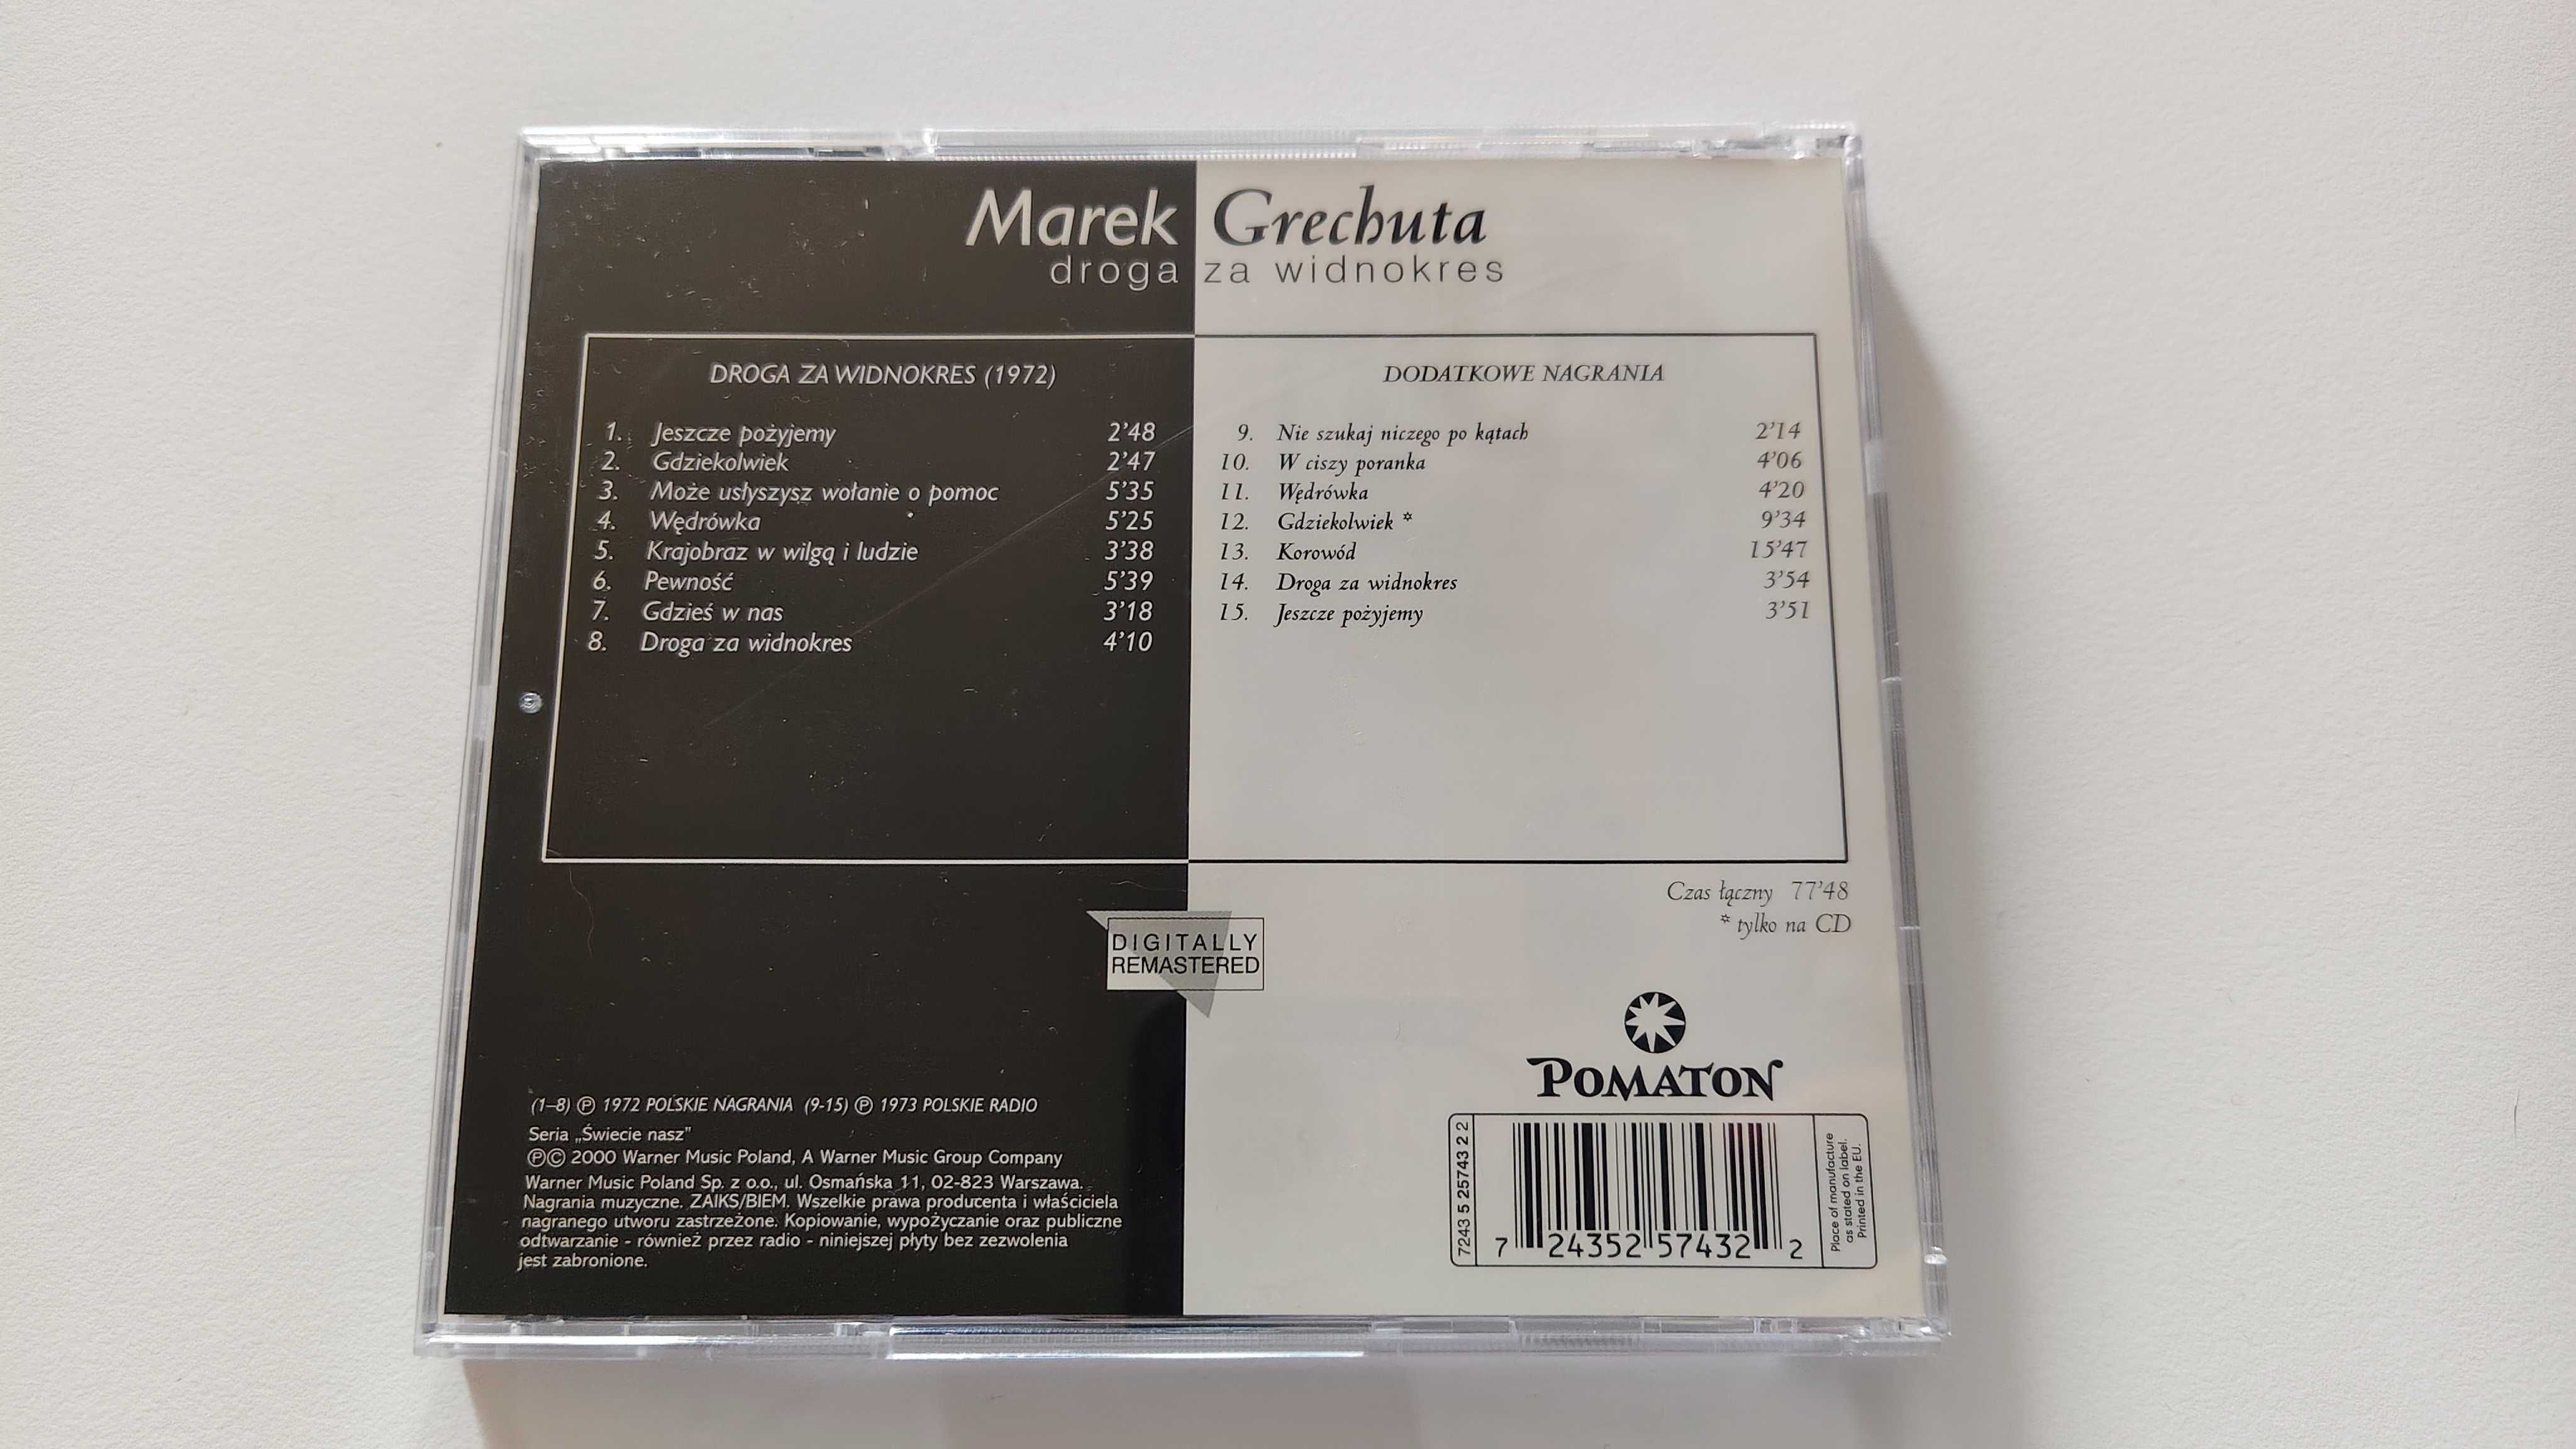 Marek Grechuta
droga za widnokres
DROGA ZA WIDNOKRES (1972)
1. Jeszcze pożyjemy 2'48
2. Gdziekolwiek 2'47
3. Może usłyszysz wołanie o pomoc 5'35
4. Wędrówka 5'25
5. Krajobraz w wilgą i ludzie 3'38
6. Pewność 5'39
7. Gdzieś w nas 3'18
8. Droga za widnokres 4'10
DODATKOWE NAGRANIA
9. Nie szukaj niczego po kątach 2'14
10. W ciszy poranka 4'06
11. Wędrówka 4'20
12. Gdziekolwiek * 9'34
13. Korowód 15'47
14. Droga za widnokres 3'54
15. Jeszcze pożyjemy 3'51
Czas łączny 77'48
* tylko na CD
DIGITALLY
REMASTERED
(1–8) ℗ 1972 POLSKIE NAGRANIA (9-15) ℗ 1973 POLSKIE RADIO
Seria „Świecie nasz”
℗© 2000 Warner Music Poland, A Warner Music Group Company
Warner Music Poland Sp. z o.o., ul. Osmańska 11, 02-823 Warszawa.
Nagrania muzyczne. ZAIKS/BIEM. Wszelkie prawa producenta i właściciela
nagranego utworu zastrzeżone. Kopiowanie, wypożyczanie oraz publiczne
odtwarzanie - również przez radio - niniejszej płyty bez zezwolenia
jest zabronione.
POMATON
7243 5 25743 2 2
7 24352 57432 2
Place of manufacture
as stated on label.
Printed in the EU.